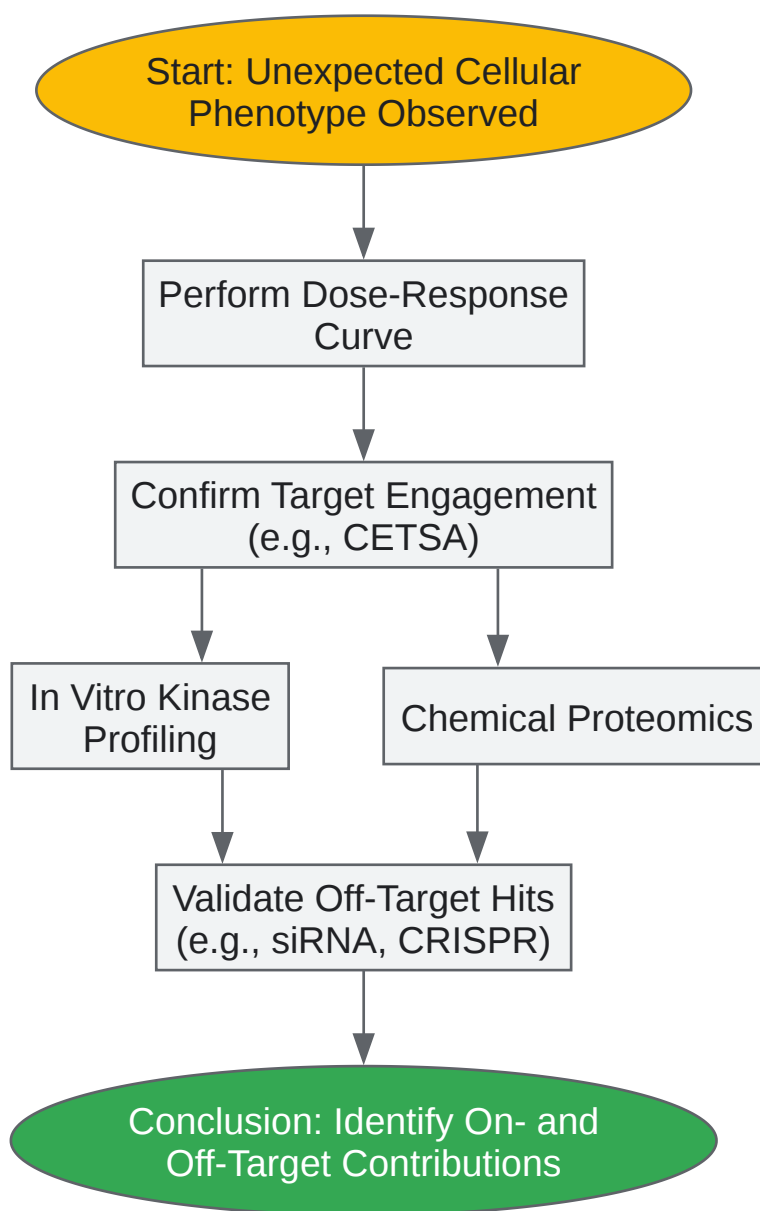 Start: Unexpected Cellular
Phenotype Observed
Perform Dose-Response
Curve
Confirm Target Engagement
(e.g., CETSA)
In Vitro Kinase
Profiling
Chemical Proteomics
Validate Off-Target Hits
(e.g., siRNA, CRISPR)
Conclusion: Identify On- and
Off-Target Contributions